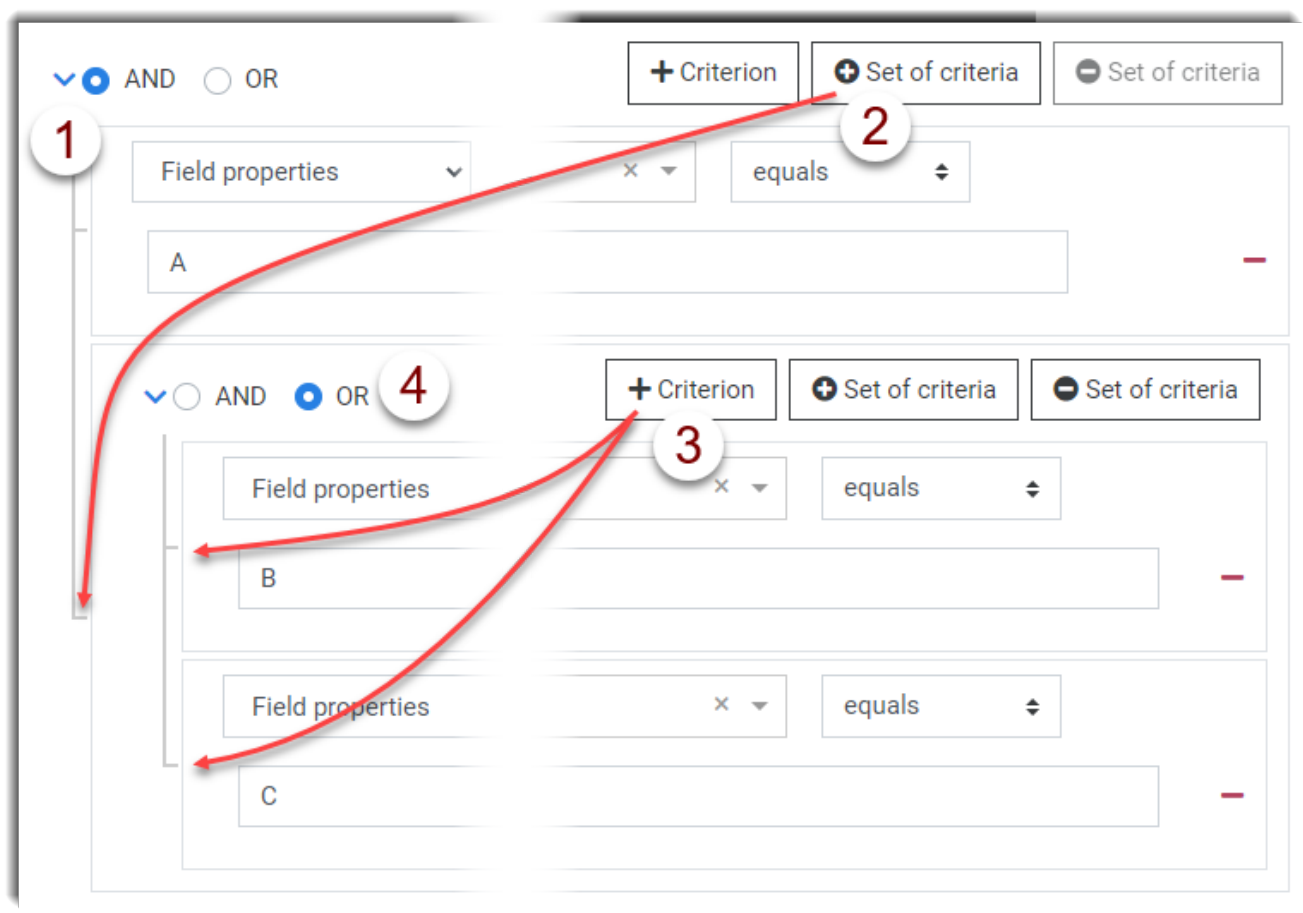 AND OR + Criterion Set of criteria Set of criteria
1 2
Field properties equals
A
AND OR 4 + Criterion Set of criteria Set of criteria
3
Field properties equals
B
Field properties equals
C